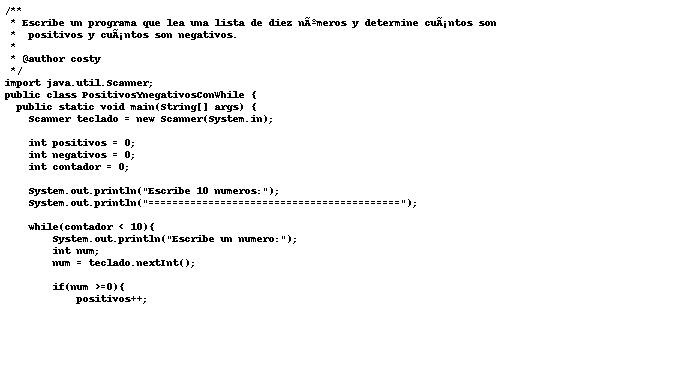 /**
 * Escribe un programa que lea una lista de diez nÃºmeros y determine cuÃ¡ntos son
 *  positivos y cuÃ¡ntos son negativos.
 *
 * @author costy
 */
import java.util.Scanner;
public class PositivosYnegativosConWhile {
  public static void main(String[] args) {
    Scanner teclado = new Scanner(System.in);

    int positivos = 0;
    int negativos = 0;
    int contador = 0;

    System.out.println("Escribe 10 numeros:");
    System.out.println("==========================================");

    while(contador < 10){
        System.out.println("Escribe un numero:");
        int num;
        num = teclado.nextInt();

        if(num >=0){
            positivos++;